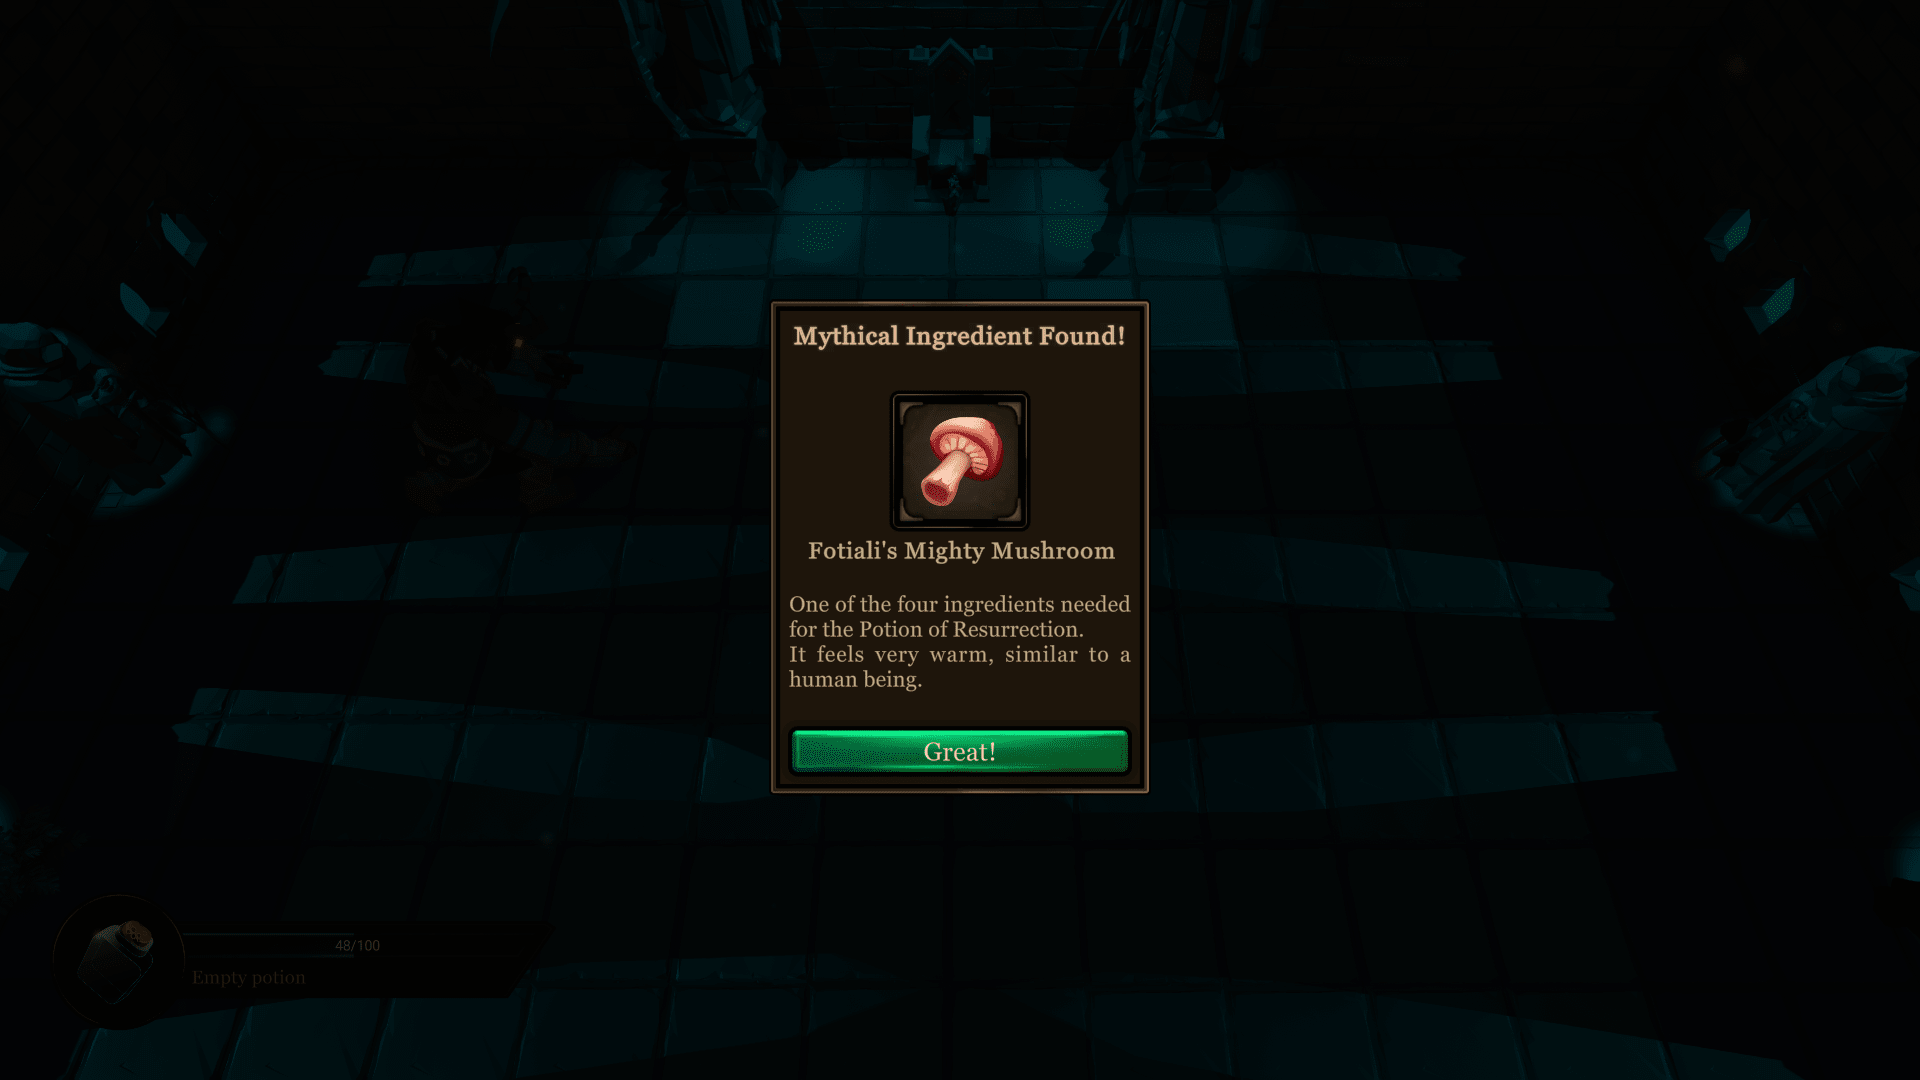 Mythical Ingredient Found!
Fotiali's Mighty Mushroom
One of the four ingredients needed
for the Potion of Resurrection.
It feels very warm, similar to a
human being.
Great!
48/100
Empty potion